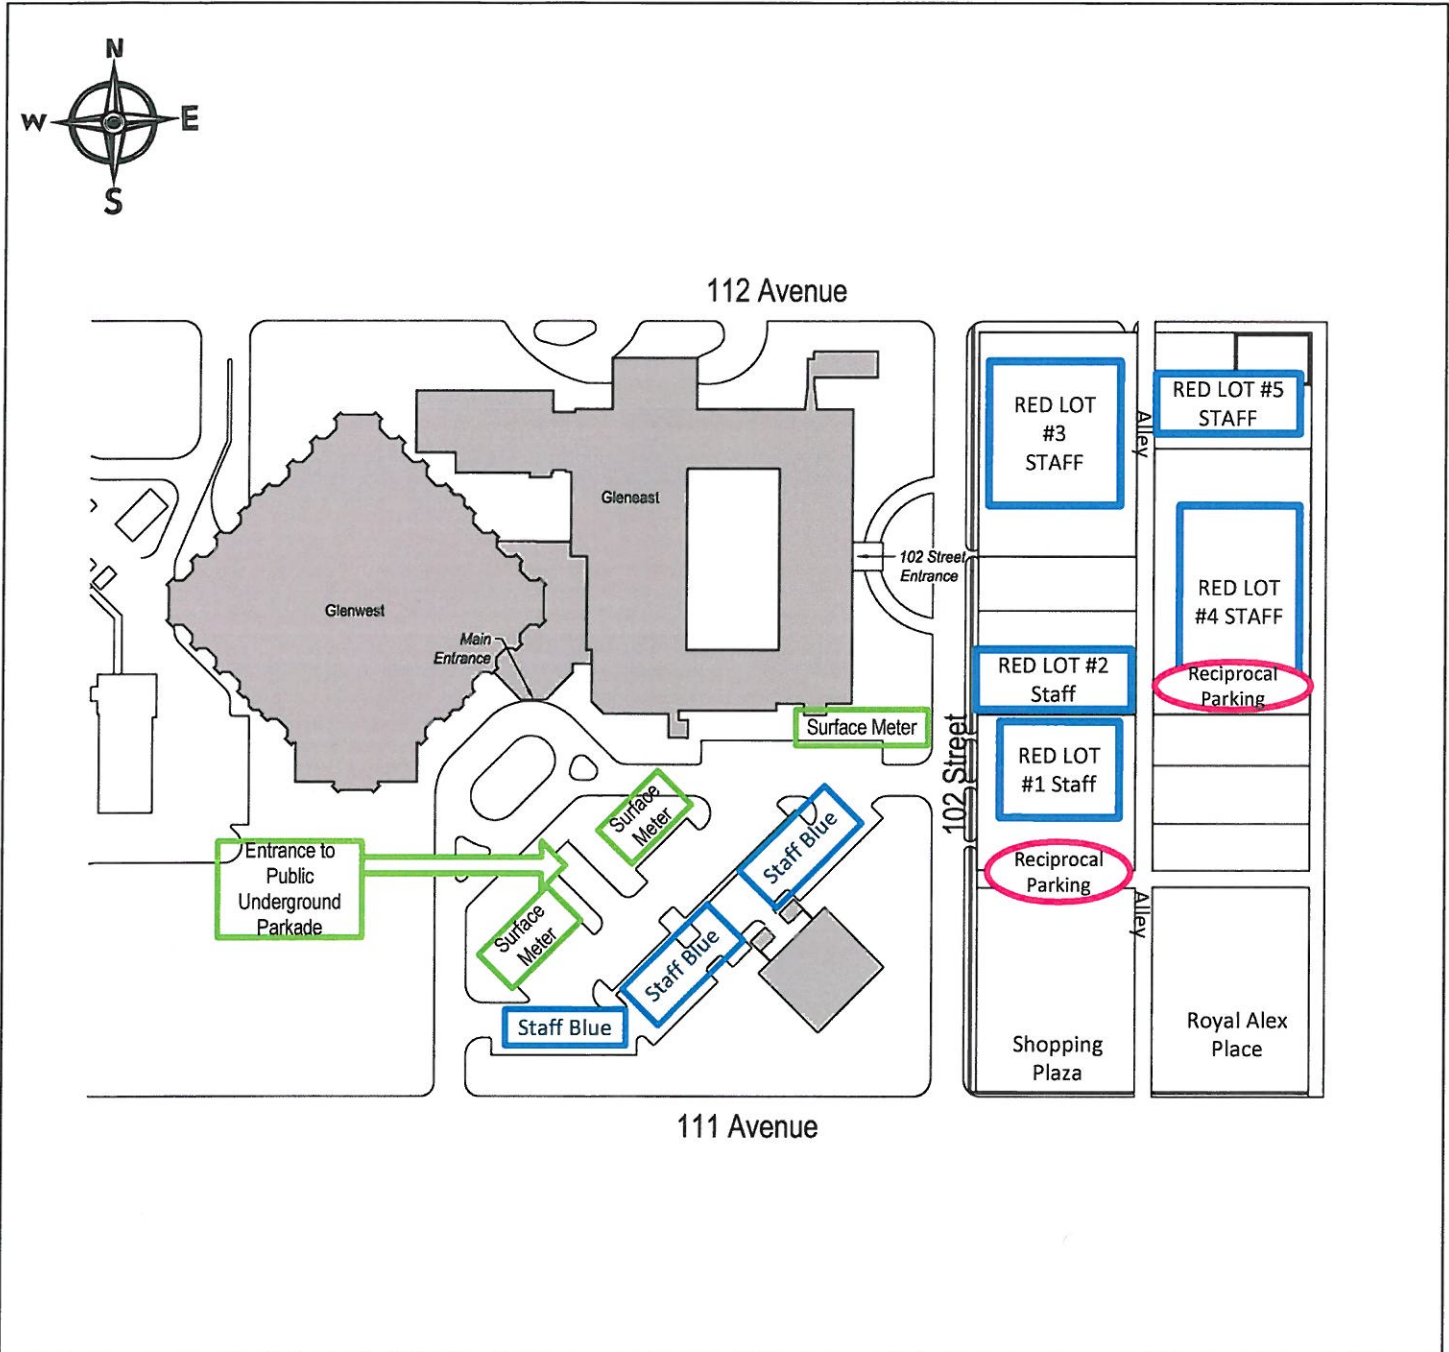 N
W
E
S
112 Avenue
RED LOT
#3
STAFF
Alley
RED LOT #5
STAFF
Gleneast
102 Street
Entrance
RED LOT
#4 STAFF
Glenwest
Main
Entrance
RED LOT #2
Staff
Reciprocal
Parking
Surface Meter
102 Street
RED LOT
#1 Staff
Surface
Meter
Staff Blue
Entrance to
Public
Underground
Parkade
Reciprocal
Parking
Alley
Surface
Meter
Staff Blue
Staff Blue
Shopping
Plaza
Royal Alex
Place
111 Avenue